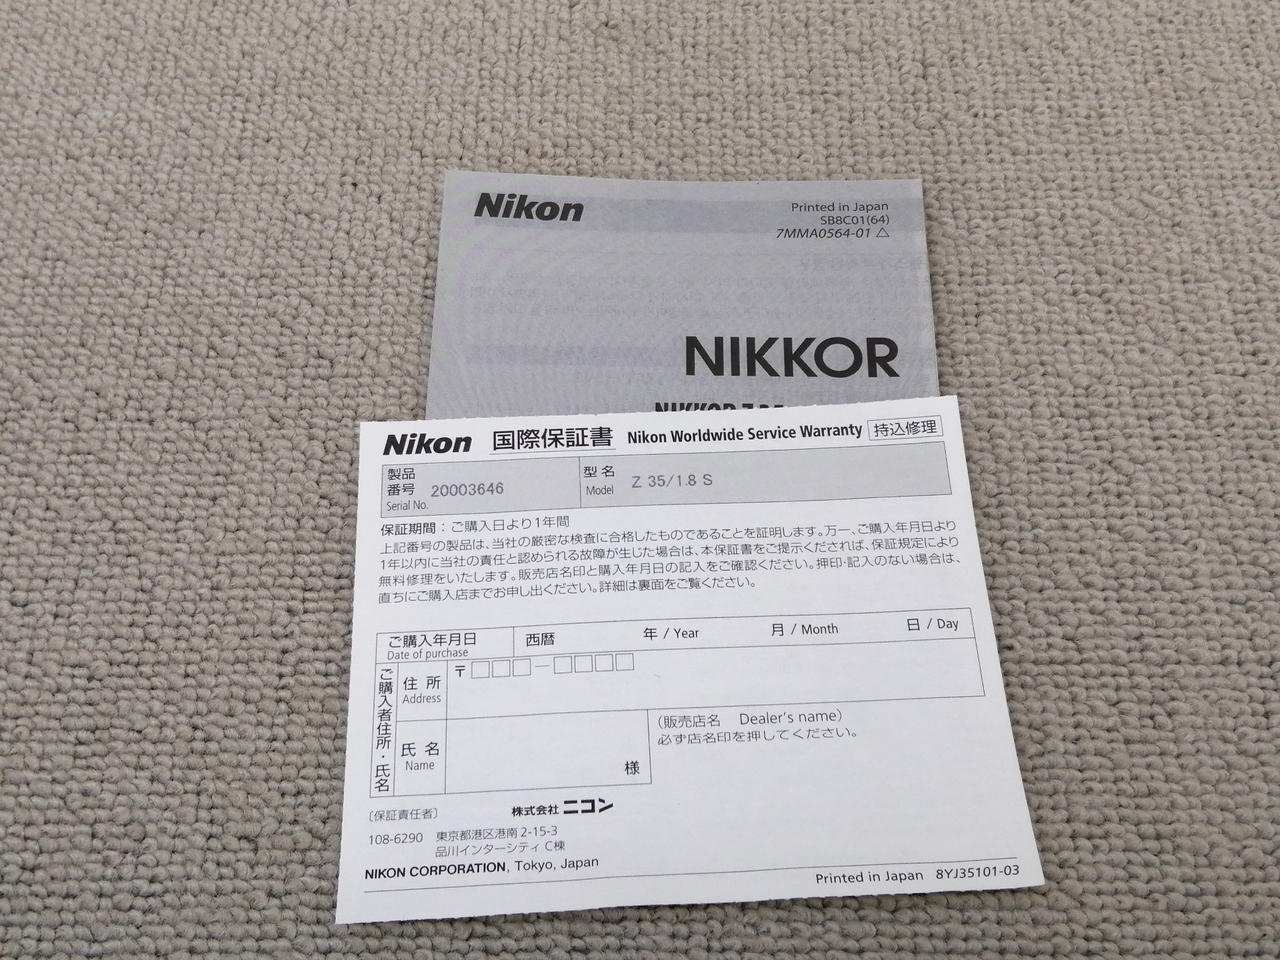 Nikon
Printed in Japan
SB8C01(64)
7MMA0564-01 △
NIKKOR
Nikon 国際保証書 Nikon Worldwide Service Warranty 持込修理
製品番号 Serial No. 20003646 型名 Model Z 35/1.8 S
保証期間：ご購入日より1年間
上記番号の製品は、当社の厳密な検査に合格したものであることを証明します。万一、ご購入年月日より
1年以内に当社の責任と認められる故障が生じた場合は、本保証書をご提示くだされば、保証規定により
無料修理をいたします。販売店名印と購入年月日の記入をご確認ください。押印・記入のない場合は、
直ちにご購入店までお申し出ください。詳細は裏面をご覧ください。
ご購入年月日 Date of purchase 西暦 年 / Year 月 / Month 日 / Day
ご購入者住所・氏名
住所 Address 〒□□□－□□□□
氏名 Name 様
（販売店名 Dealer's name）
必ず店名印を押してください。
〔保証責任者〕 株式会社 ニコン
108-6290 東京都港区港南 2-15-3
品川インターシティ C棟
NIKON CORPORATION, Tokyo, Japan
Printed in Japan 8YJ35101-03